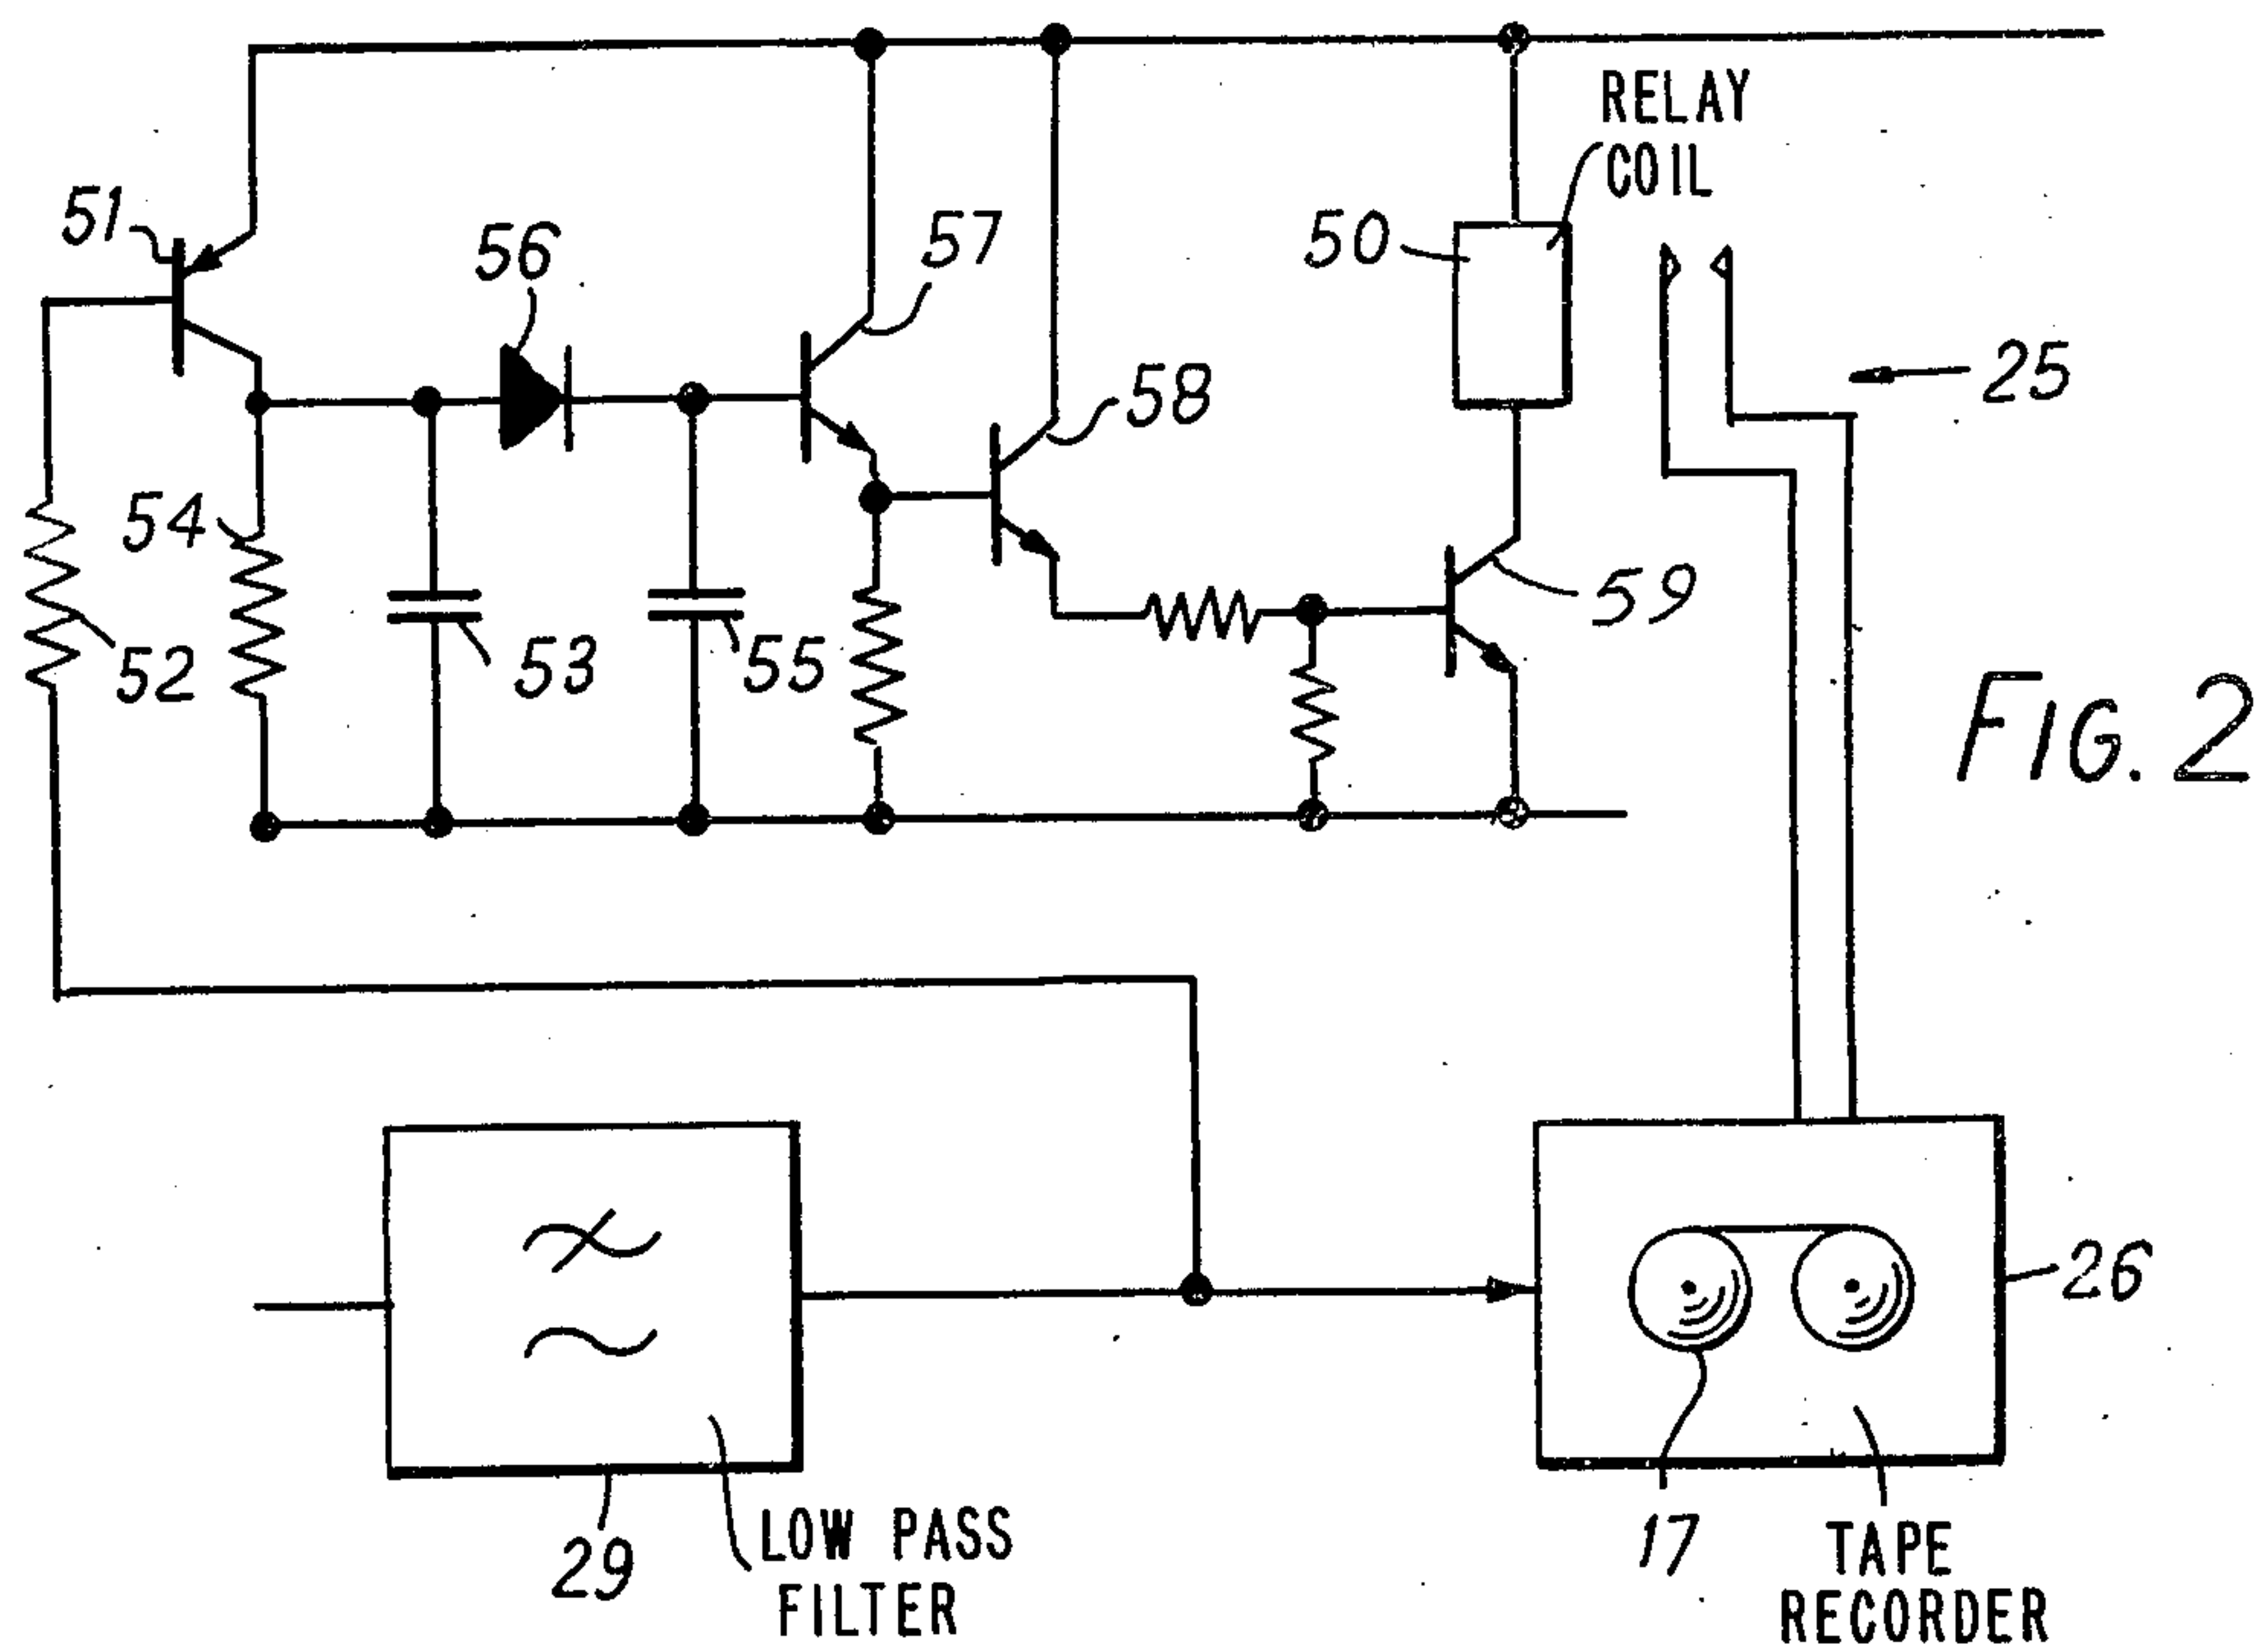 RELAY
COIL
51
56
57
50
25
58
54
59
52
53
55
FIG. 2
26
29
LOW PASS
FILTER
17
TAPE
RECORDER